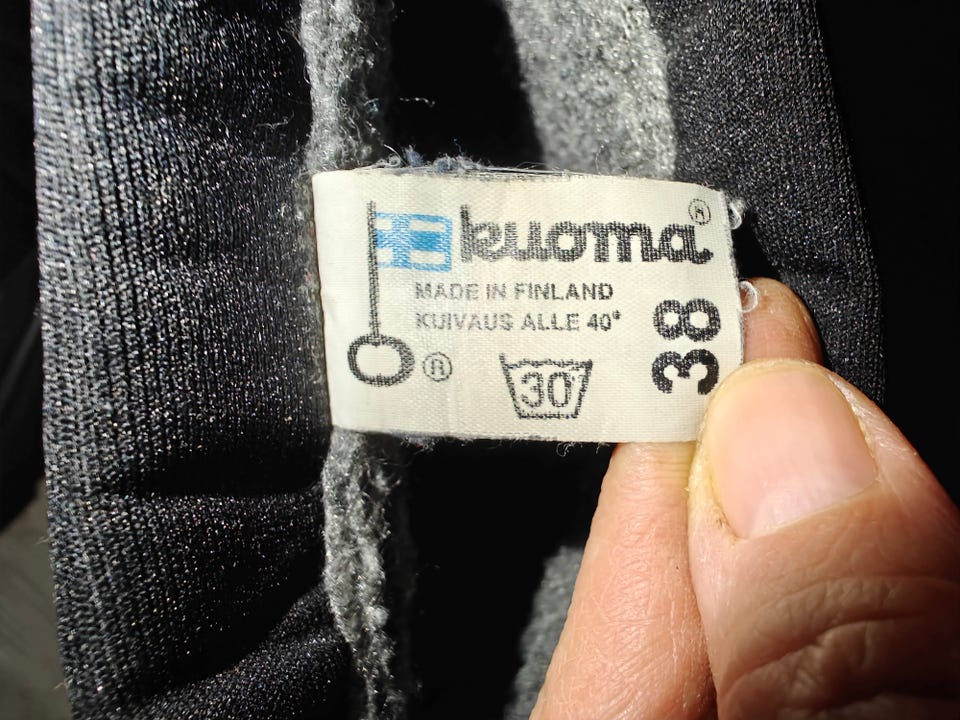 kuoma®
MADE IN FINLAND
KUIVAUS ALLE 40°
®
30°
38